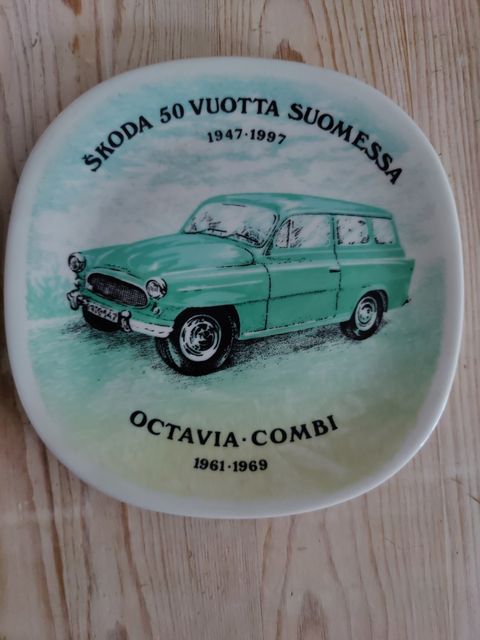 ŠKODA 50 VUOTTA SUOMESSA
1947·1997
OCTAVIA·COMBI
1961·1969